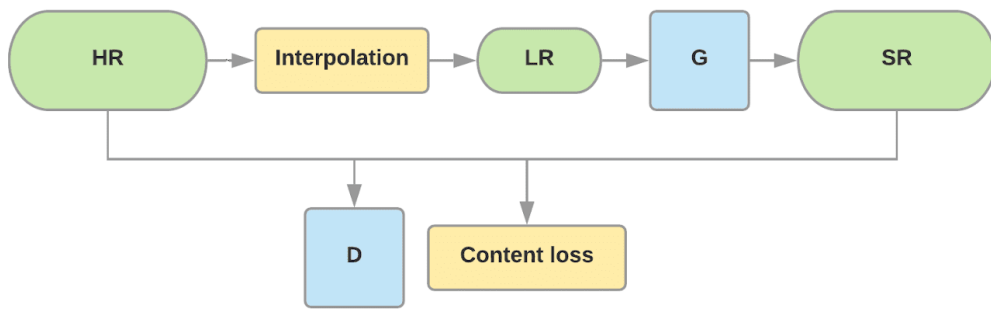 HR
Interpolation
LR
G
SR
D
Content loss